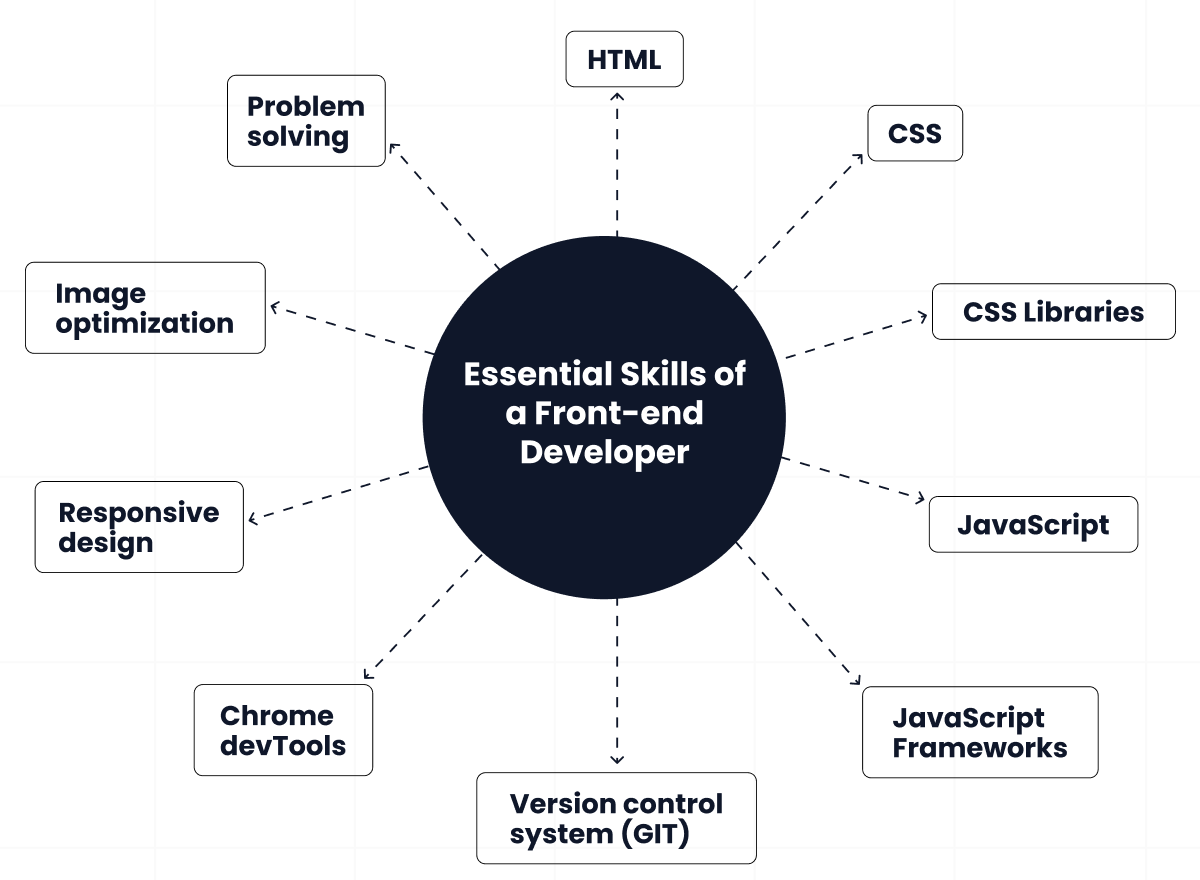 HTML
Problem
solving
CSS
Image
optimization
CSS Libraries
Essential Skills of
a Front-end
Developer
Responsive
design
JavaScript
Chrome
devTools
JavaScript
Frameworks
Version control
system (GIT)